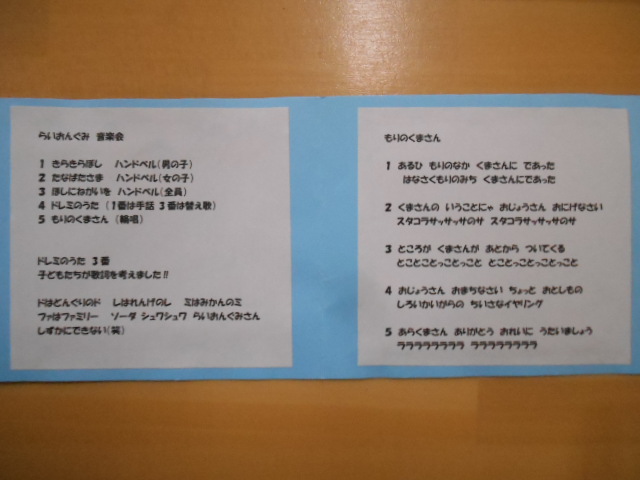 らいおんぐみ 音楽会
1 きらきらぼし ハンドベル(男の子)
2 たなばたさま ハンドベル(女の子)
3 ほしにねがいを ハンドベル(全員)
4 ドレミのうた (1番は手話 3番は替え歌)
5 もりのくまさん (輪唱)
ドレミのうた 3番
子どもたちが歌詞を考えました!!
ドはどんぐりのド しはれんげのレ ミはみかんのミ
ファはファミリー ソーダ シュワシュワ らいおんぐみさん
しずかにできない(笑)
もりのくまさん
1 あるひ もりのなか くまさんに であった
はなさくもりのみち くまさんにであった
2 くまさんの いうことにゃ おじょうさん おにげなさい
スタコラサッサッサのサ スタコラサッサッサのサ
3 ところが くまさんが あとから ついてくる
とことことっことっこと とことことっことっこと
4 おじょうさん おまちなさい ちょっと おとしもの
しろいかいがらの ちいさなイヤリング
5 あらくまさん ありがとう おれいに うたいましょう
ラララララララ ラララララララ